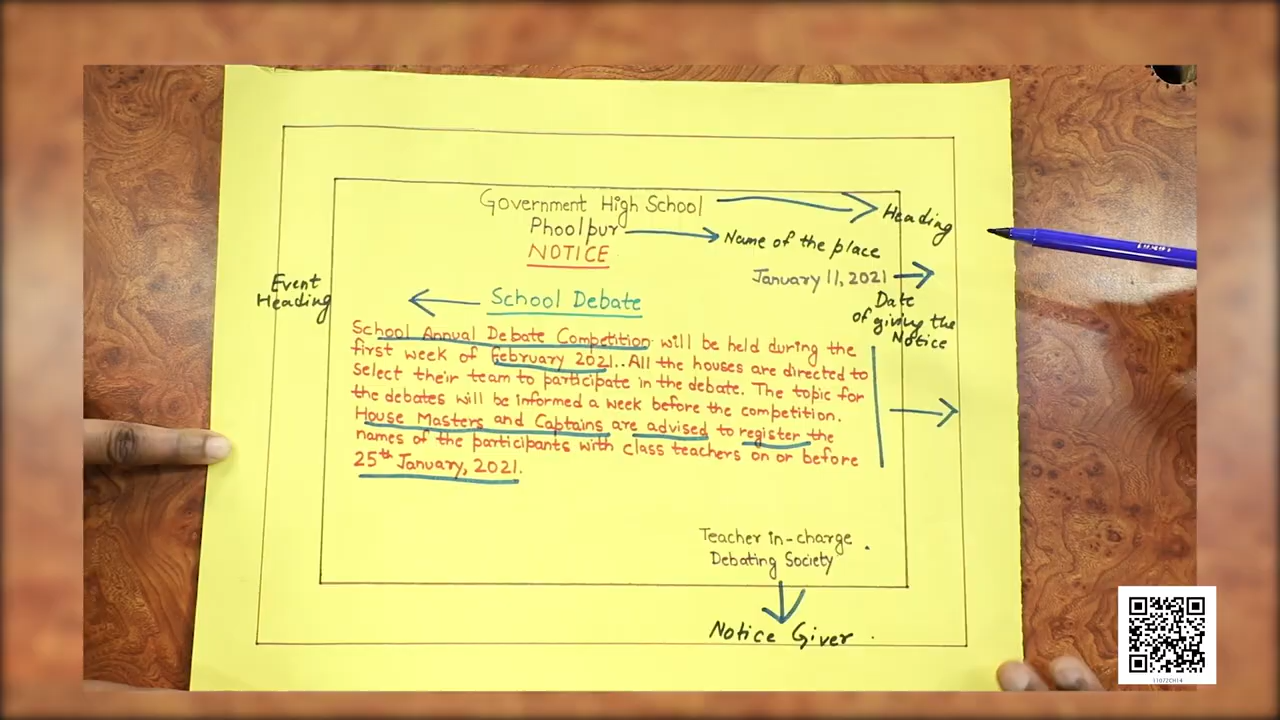 Government High School
Heading
Phoolpur
Name of the place
NOTICE
January 11, 2021
Date
of giving the
Notice
Event
Heading
School Debate
School Annual Debate Competition will be held during the
first week of february 2021.. All the houses are directed to
Select their team to participate in the debate. The topic for
the debates will be informed a week before the competition.
House Masters and Captains are advised to register the
names of the participants with class teachers on or before
25th January, 2021.
Teacher in-charge
Debating Society
Notice Giver
11072CH14